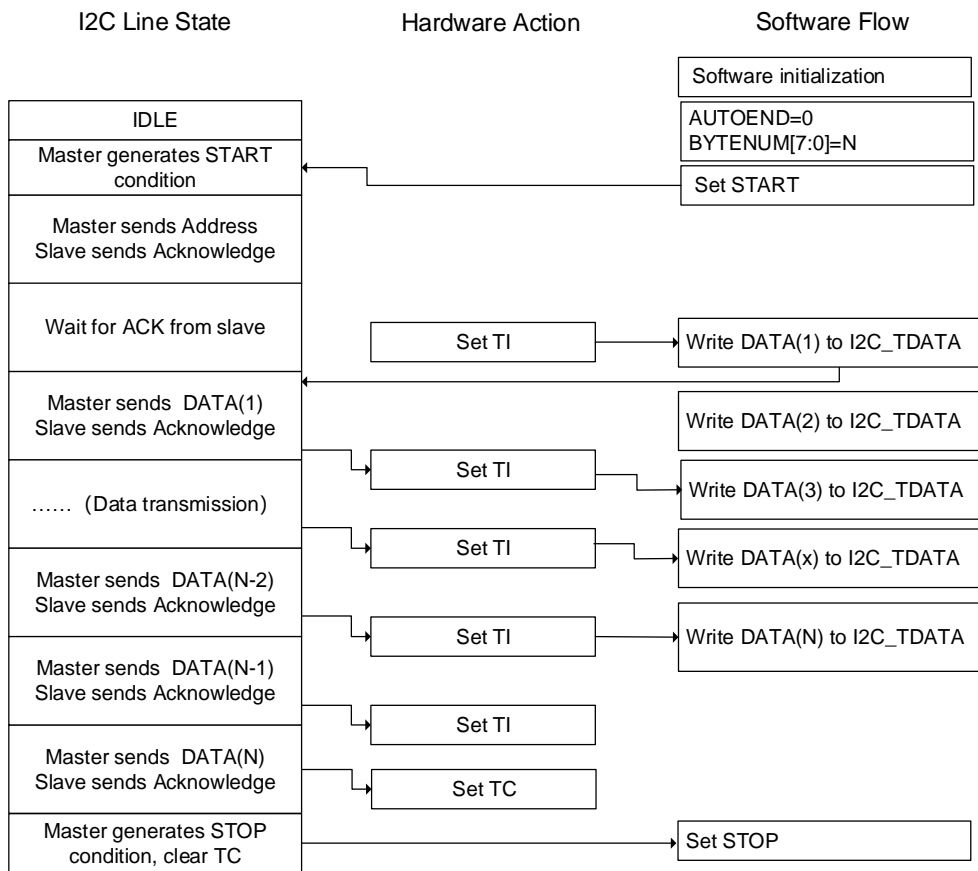 I2C Line State
Hardware Action
Software Flow
Software initialization
IDLE
AUTOEND=0
BYTENUM[7:0]=N
Master generates START
condition
Set START
Master sends Address
Slave sends Acknowledge
Wait for ACK from slave
Set TI
Write DATA(1) to I2C_TDATA
Master sends DATA(1)
Slave sends Acknowledge
Write DATA(2) to I2C_TDATA
Set TI
Write DATA(3) to I2C_TDATA
...... (Data transmission)
Set TI
Write DATA(x) to I2C_TDATA
Master sends DATA(N-2)
Slave sends Acknowledge
Set TI
Write DATA(N) to I2C_TDATA
Master sends DATA(N-1)
Slave sends Acknowledge
Set TI
Master sends DATA(N)
Slave sends Acknowledge
Set TC
Master generates STOP
condition, clear TC
Set STOP